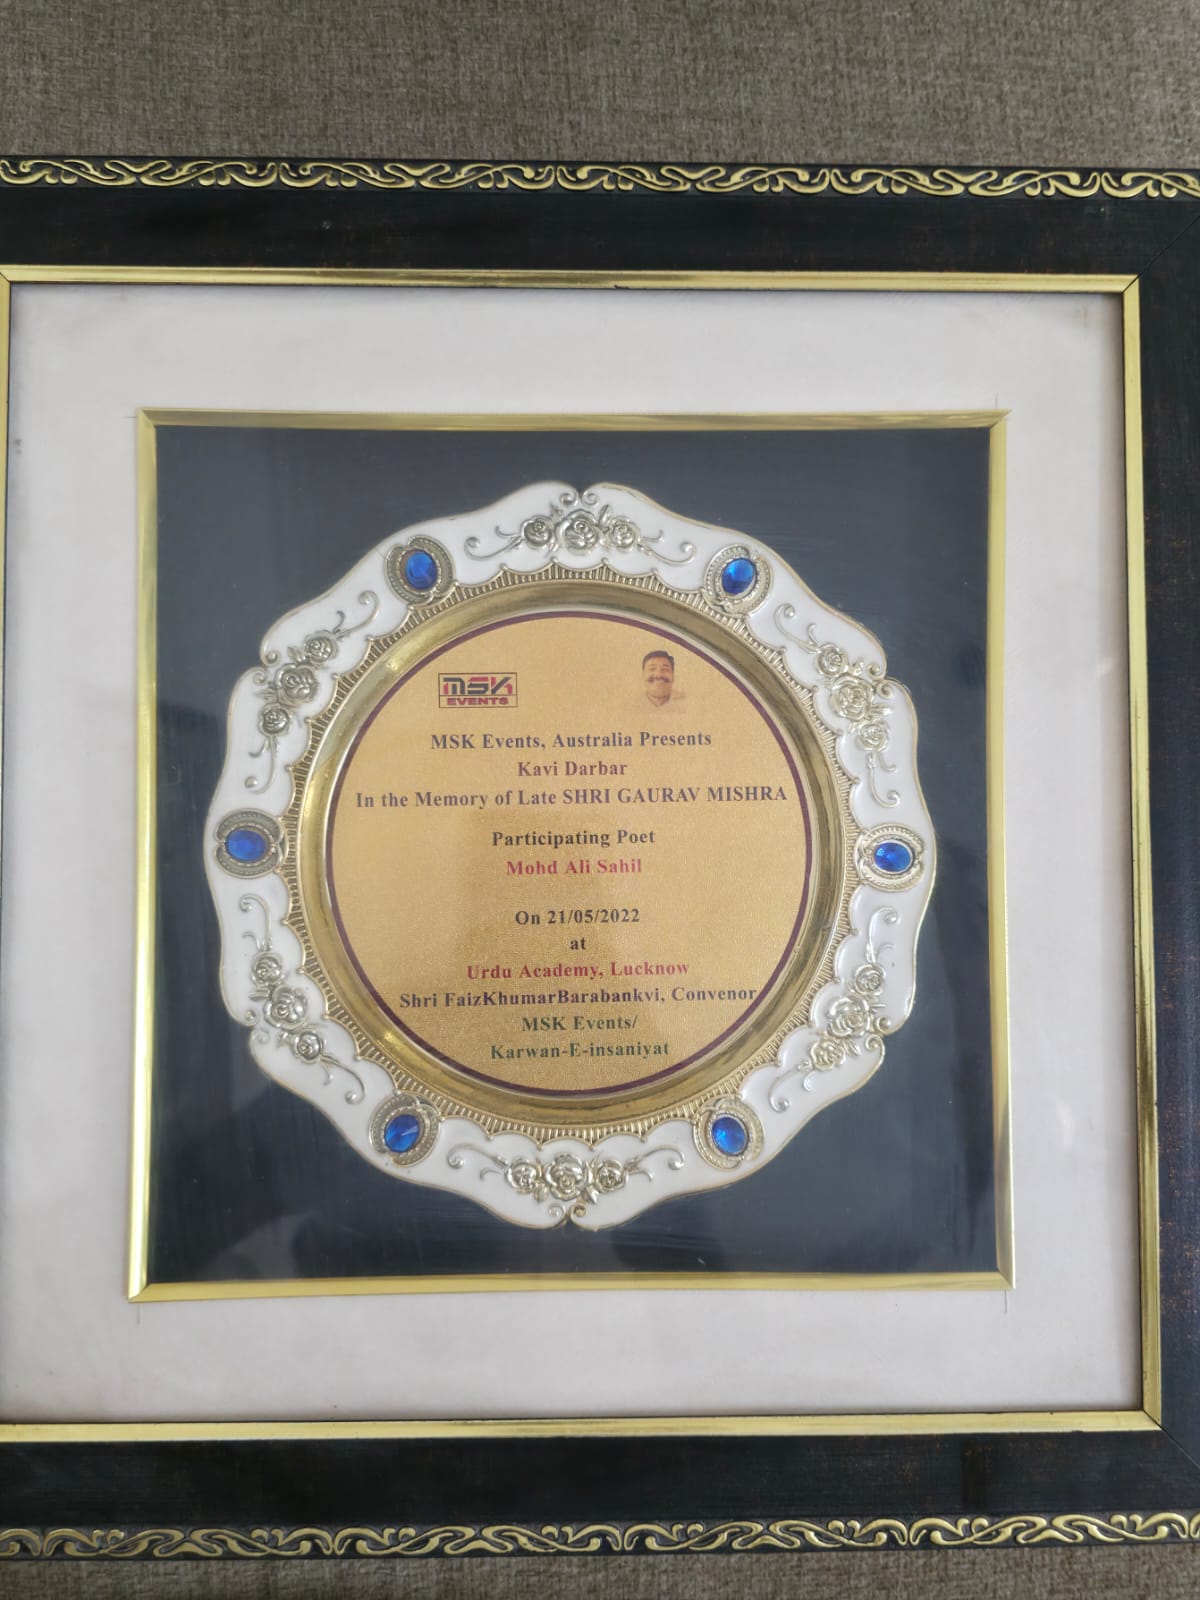 MSK
EVENTS
MSK Events, Australia Presents
Kavi Darbar
In the Memory of Late SHRI GAURAV MISHRA
Participating Poet
Mohd Ali Sahil
On 21/05/2022
at
Urdu Academy, Lucknow
Shri FaizKhumarBarabankvi, Convenor
MSK Events/
Karwan-E-insaniyat